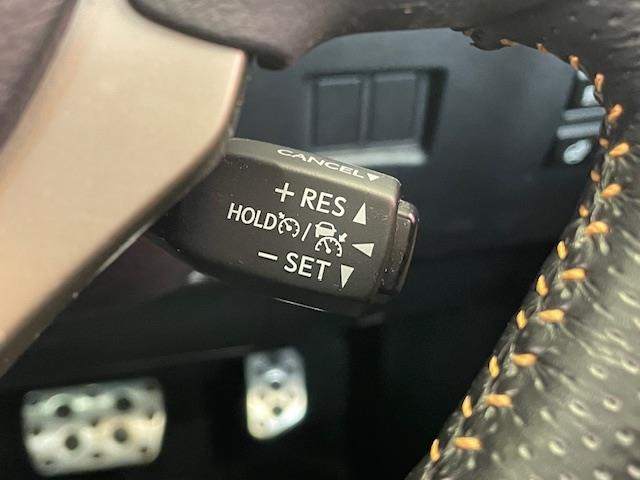 CANCEL▼
+ RES ▲
HOLD / ◀
− SET ▼